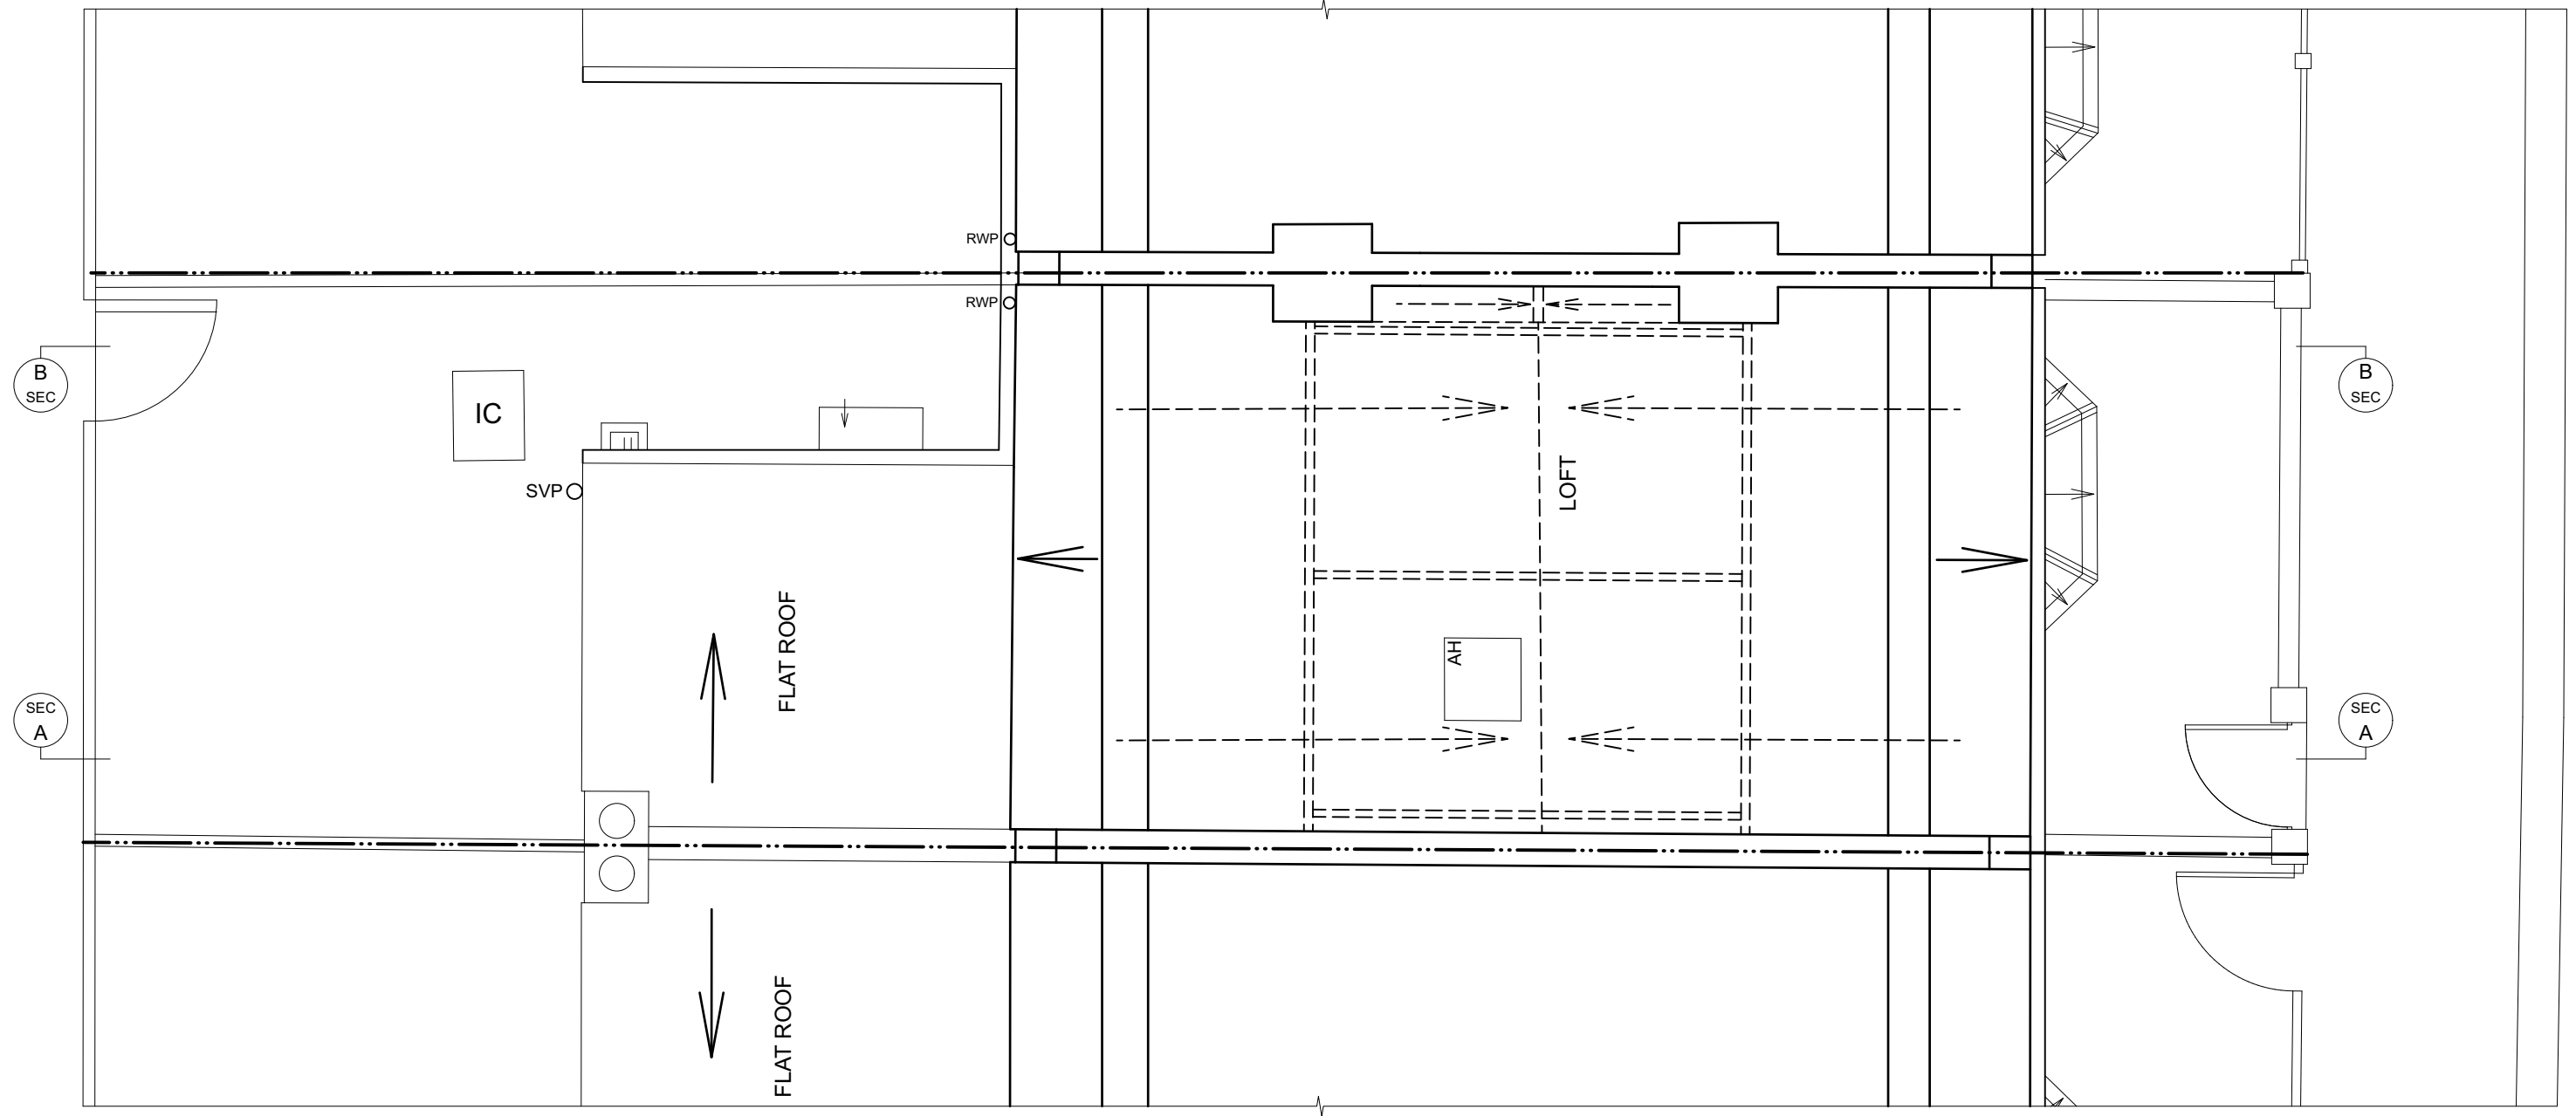 RWP
RWP
B
SEC
IC
SVP
LOFT
B
SEC
FLAT ROOF
AH
SEC
A
SEC
A
FLAT ROOF